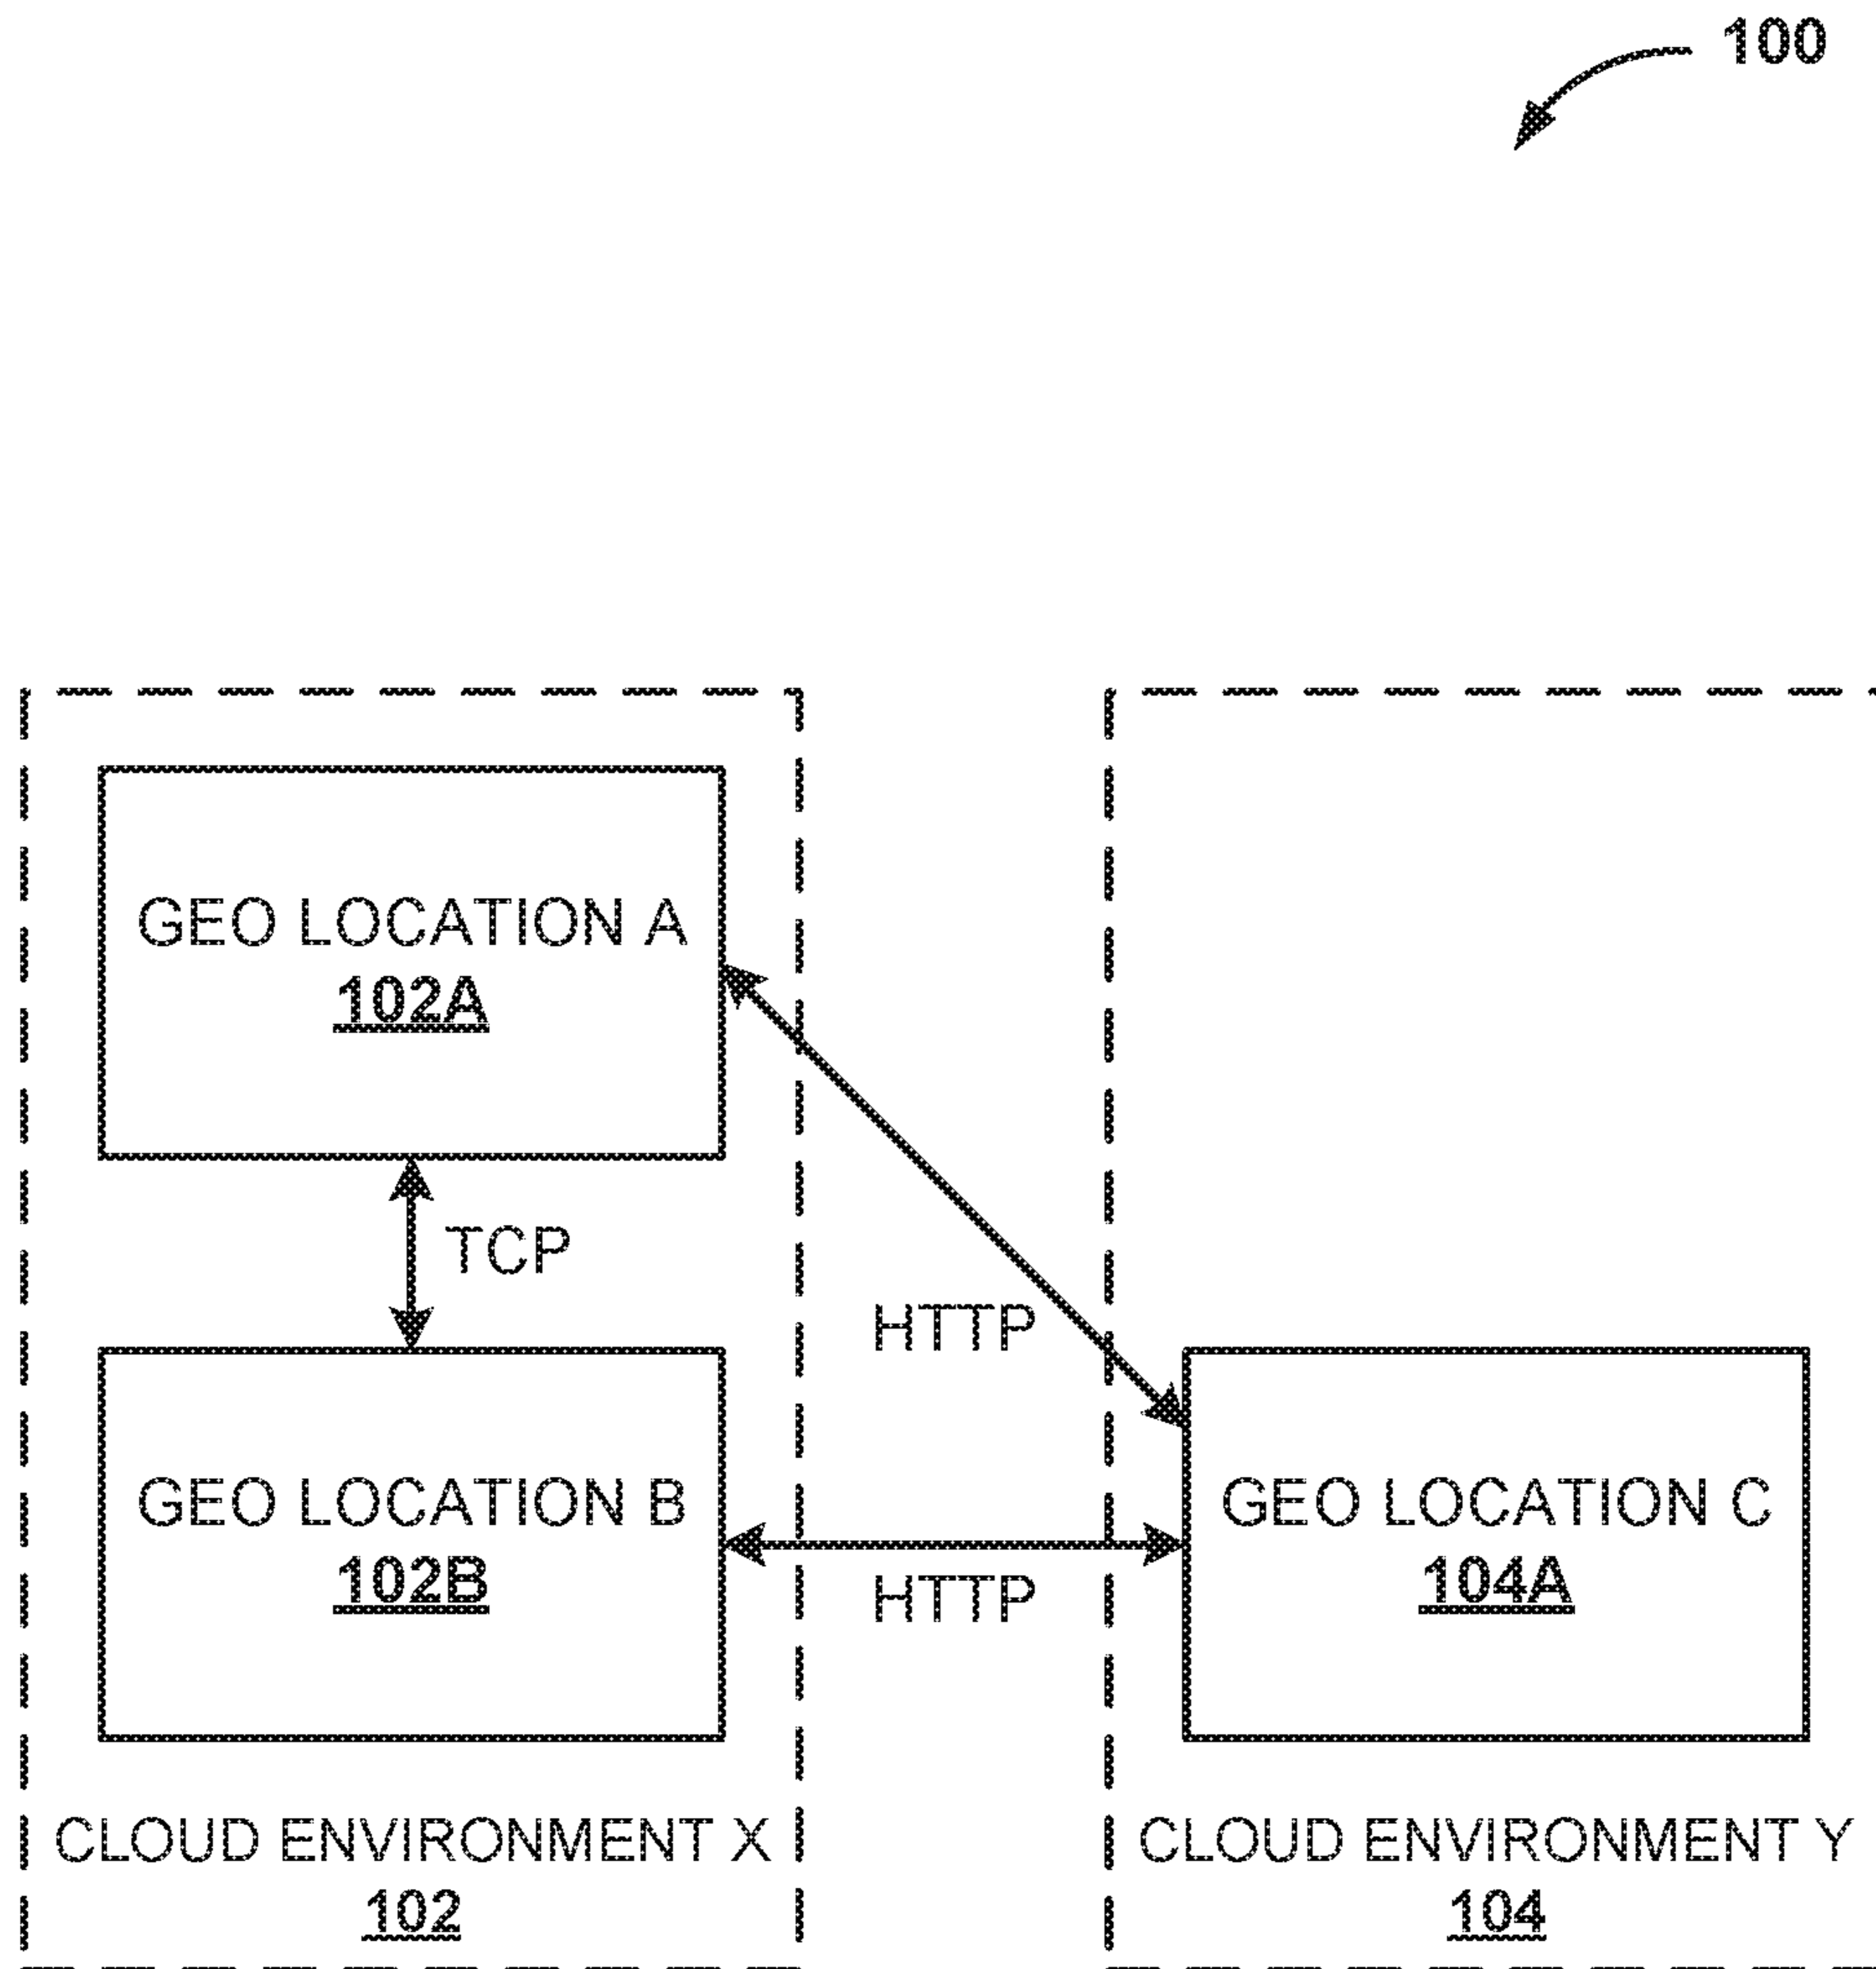 100
GEO LOCATION A
102A
TCP
HTTP
GEO LOCATION B
102B
HTTP
GEO LOCATION C
104A
CLOUD ENVIRONMENT X
102
CLOUD ENVIRONMENT Y
104